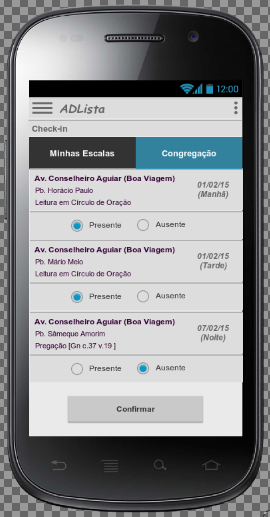 12:00
ADLista
Check-in
Minhas Escalas Congregação
Av. Conselheiro Aguiar (Boa Viagem)
Pb. Horácio Paulo
Leitura em Círculo de Oração
01/02/15
(Manhã)
Presente Ausente
Av. Conselheiro Aguiar (Boa Viagem)
Pb. Mário Melo
Leitura em Círculo de Oração
01/02/15
(Tarde)
Presente Ausente
Av. Conselheiro Aguiar (Boa Viagem)
Pb. Sâmeque Amorim
Pregação [Gn c.37 v.19 ]
07/02/15
(Noite)
Presente Ausente
Confirmar